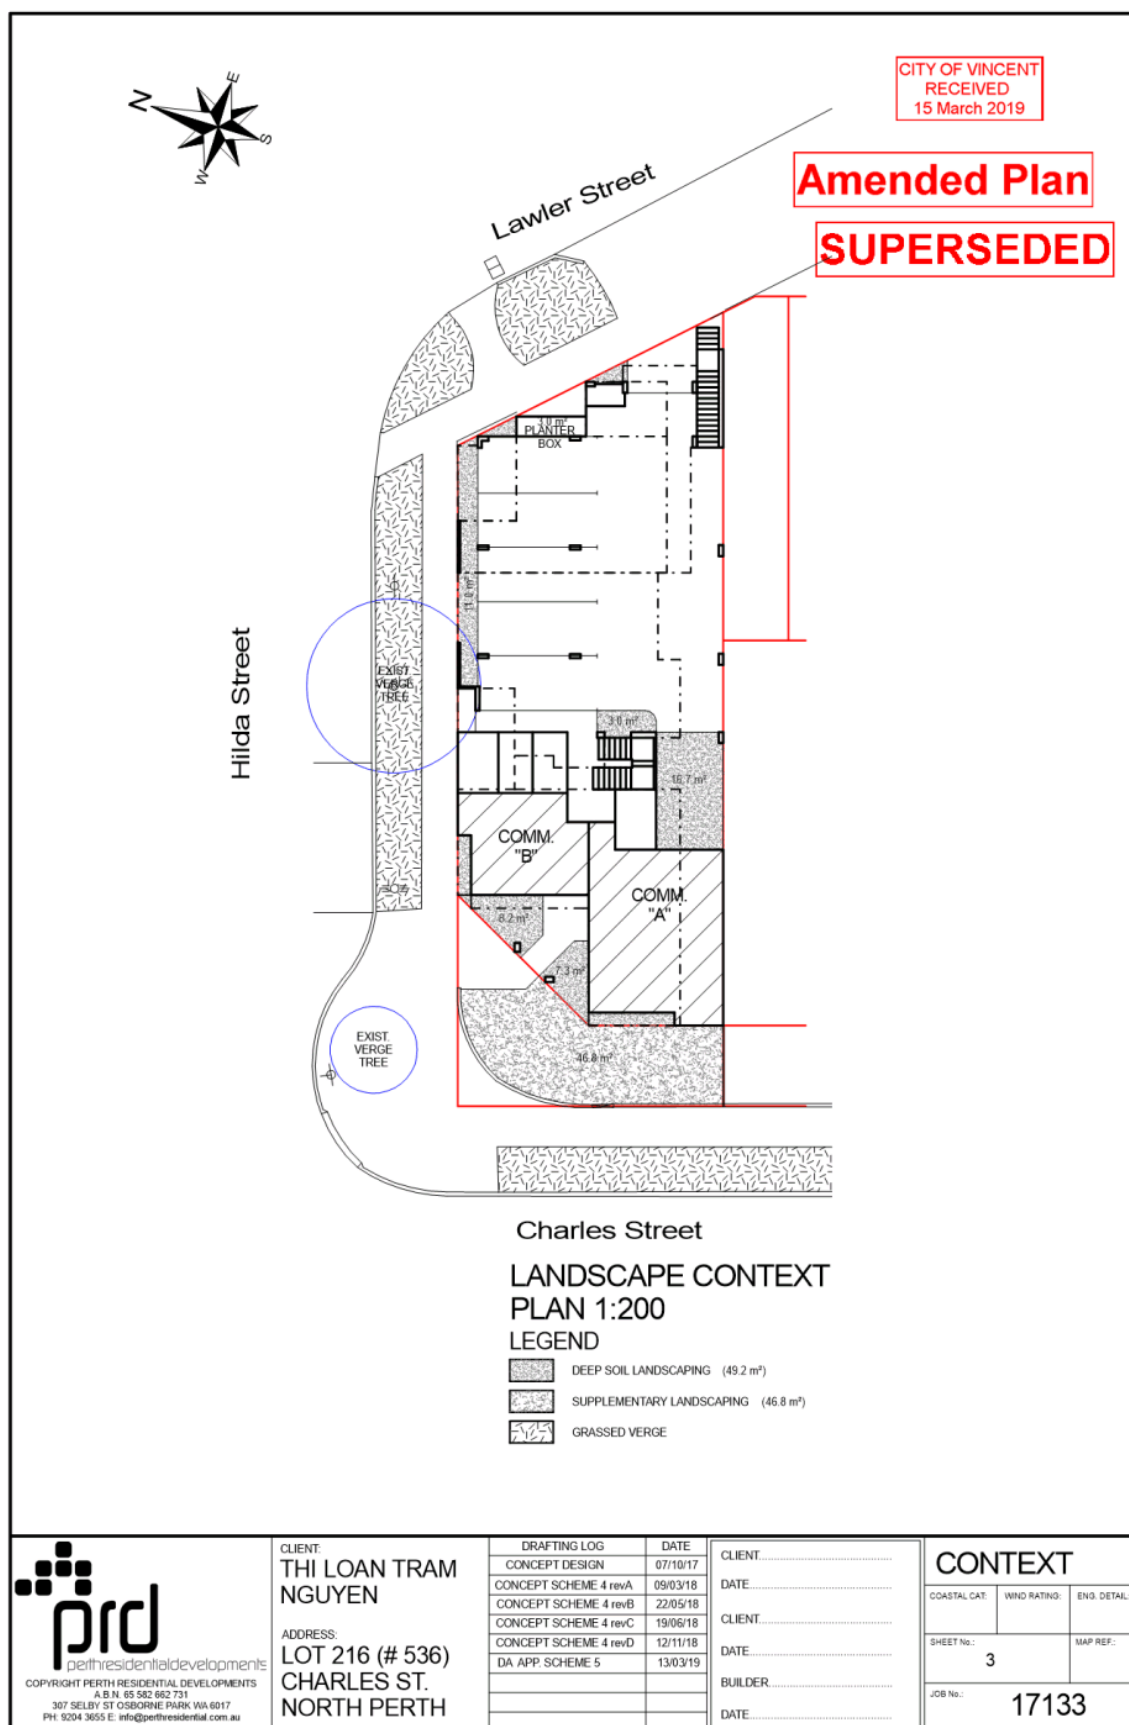 CITY OF VINCENT
RECEIVED
15 March 2019
Amended Plan
SUPERSEDED
N
E
S
W
Lawler Street
3.0 m²
PLANTER
BOX
11.0 m²
Hilda Street
EXIST.
VERGE
TREE
3.0 m²
16.7 m²
COMM.
"B"
COMM.
"A"
8.2 m²
7.3 m²
EXIST.
VERGE
TREE
46.8 m²
Charles Street
LANDSCAPE CONTEXT
PLAN 1:200
LEGEND
DEEP SOIL LANDSCAPING (49.2 m²)
SUPPLEMENTARY LANDSCAPING (46.8 m²)
GRASSED VERGE
prd
perthresidentialdevelopments
COPYRIGHT PERTH RESIDENTIAL DEVELOPMENTS
A.B.N. 65 582 662 731
307 SELBY ST OSBORNE PARK WA 6017
PH: 9204 3655 E: info@perthresidential.com.au
CLIENT:
THI LOAN TRAM
NGUYEN
ADDRESS:
LOT 216 (# 536)
CHARLES ST.
NORTH PERTH
DRAFTING LOG DATE
CONCEPT DESIGN 07/10/17
CONCEPT SCHEME 4 revA 09/03/18
CONCEPT SCHEME 4 revB 22/05/18
CONCEPT SCHEME 4 revC 19/06/18
CONCEPT SCHEME 4 revD 12/11/18
DA. APP. SCHEME 5 13/03/19
CLIENT
DATE
CLIENT
DATE
BUILDER
DATE
CONTEXT
COASTAL CAT: WIND RATING: ENG. DETAIL:
SHEET No.: MAP REF.:
3
JOB No.:
17133